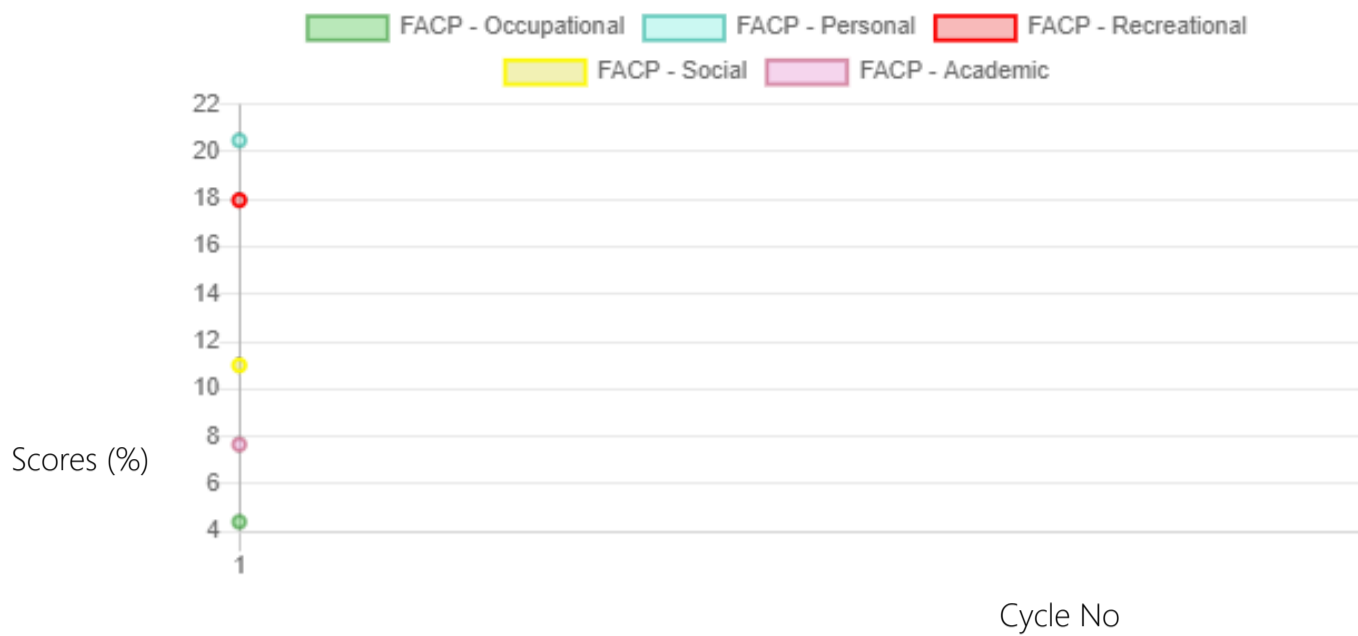 FACP - Occupational FACP - Personal FACP - Recreational
FACP - Social FACP - Academic
22
20
18
16
14
12
10
8
Scores (%)
6
4
1
Cycle No